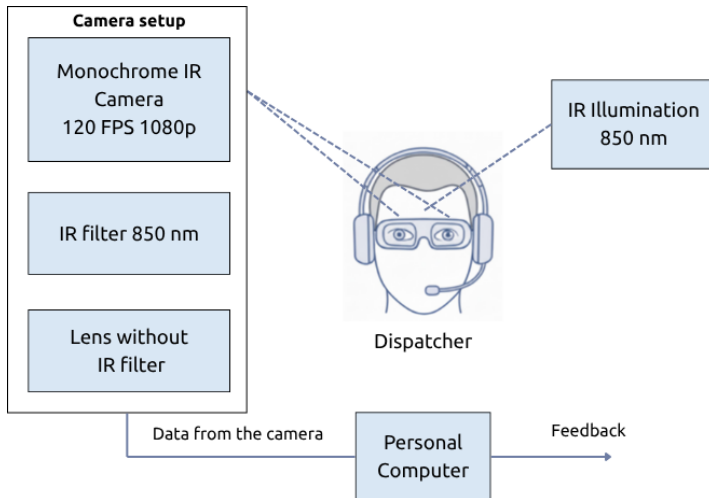 Camera setup
Monochrome IR
Camera
120 FPS 1080p
IR filter 850 nm
Lens without
IR filter
IR Illumination
850 nm
Dispatcher
Data from the camera
Personal
Computer
Feedback